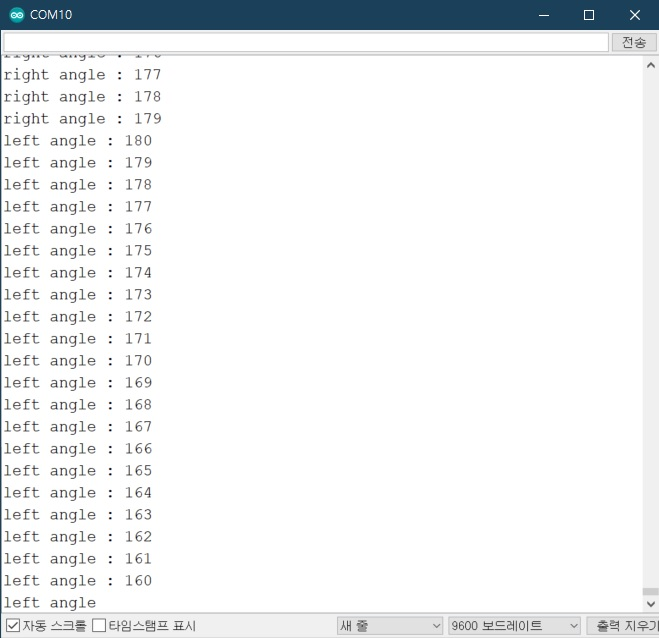 COM10
전송
right angle : 176
right angle : 177
right angle : 178
right angle : 179
left angle : 180
left angle : 179
left angle : 178
left angle : 177
left angle : 176
left angle : 175
left angle : 174
left angle : 173
left angle : 172
left angle : 171
left angle : 170
left angle : 169
left angle : 168
left angle : 167
left angle : 166
left angle : 165
left angle : 164
left angle : 163
left angle : 162
left angle : 161
left angle : 160
left angle
자동 스크롤 타임스탬프 표시 새 줄 9600 보드레이트 출력 지우기